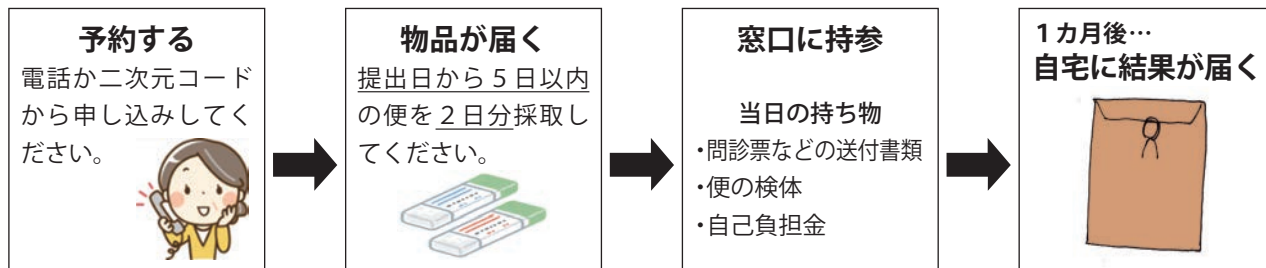 予約する
電話か二次元コード
から申し込みしてく
ださい。
物品が届く
提出日から５日以内
の便を２日分採取し
てください。
窓口に持参
当日の持ち物
・問診票などの送付書類
・便の検体
・自己負担金
１カ月後…
自宅に結果が届く